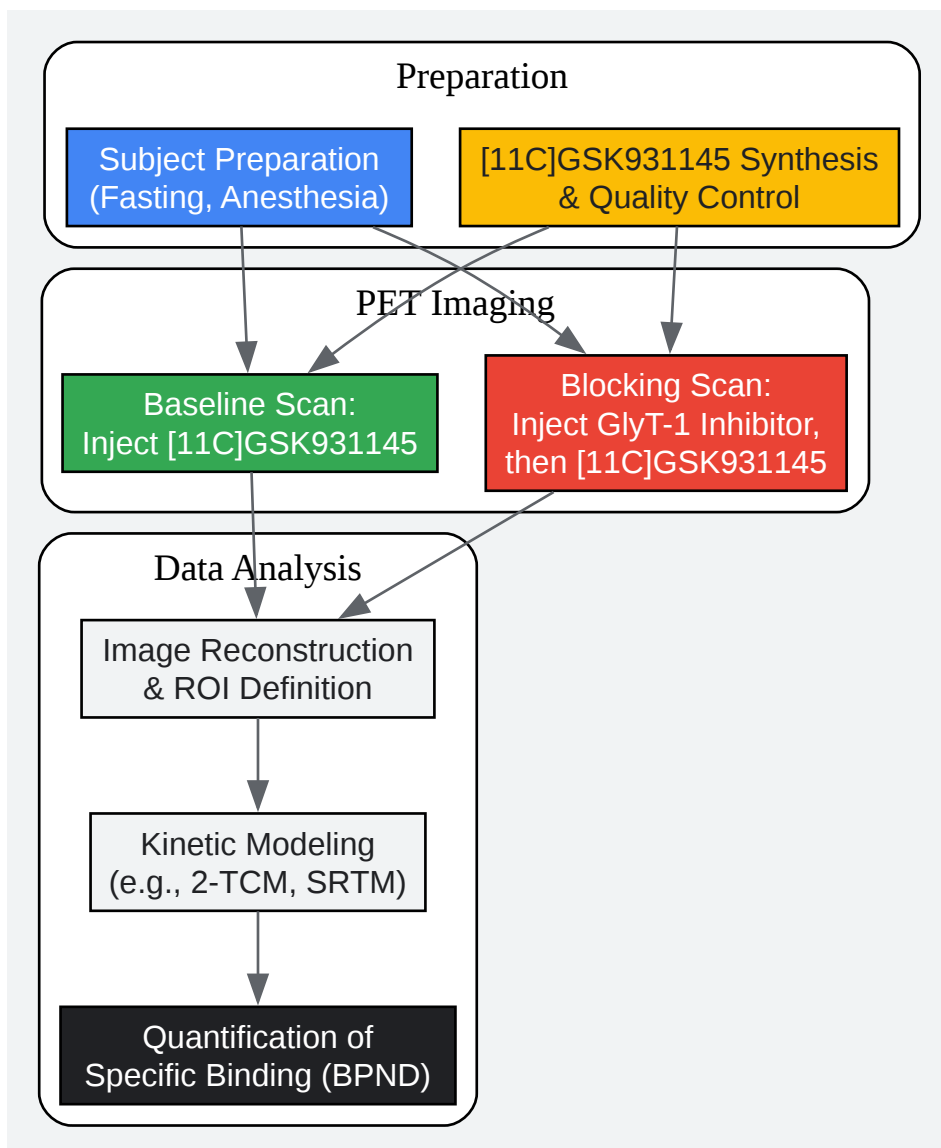 Preparation
Subject Preparation
(Fasting, Anesthesia)
[11C]GSK931145 Synthesis
& Quality Control
PET Imaging
Baseline Scan:
Inject [11C]GSK931145
Blocking Scan:
Inject GlyT-1 Inhibitor,
then [11C]GSK931145
Data Analysis
Image Reconstruction
& ROI Definition
Kinetic Modeling
(e.g., 2-TCM, SRTM)
Quantification of
Specific Binding (BPND)